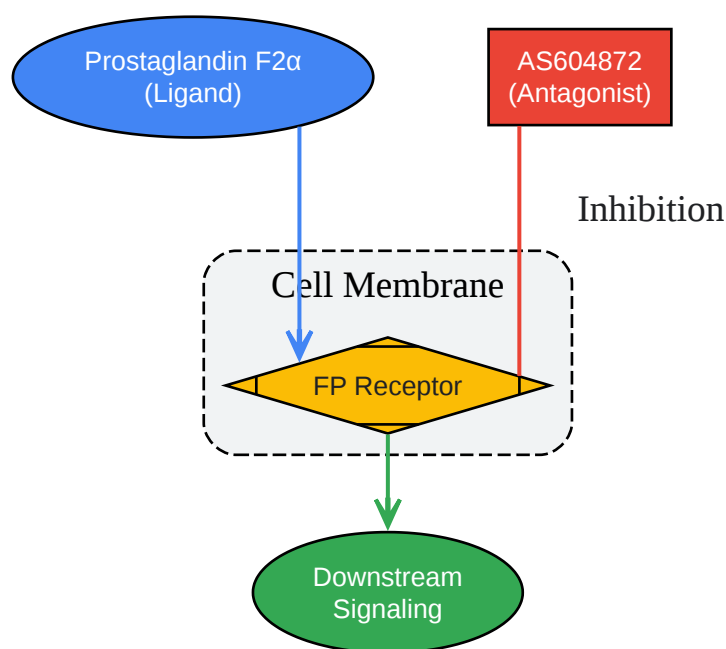 Prostaglandin F2α
(Ligand)
AS604872
(Antagonist)
Inhibition
Cell Membrane
FP Receptor
Downstream
Signaling